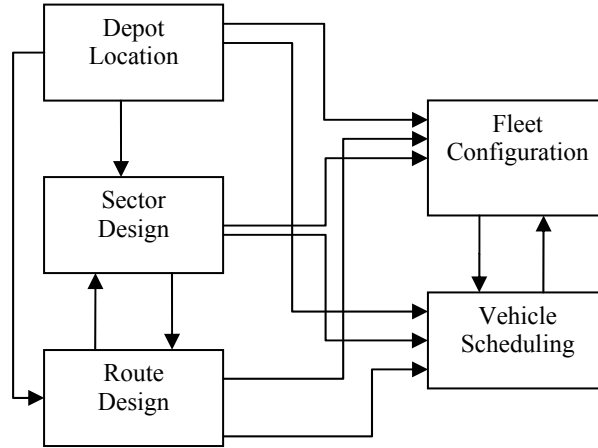 Depot
Location
Fleet
Configuration
Sector
Design
Vehicle
Scheduling
Route
Design